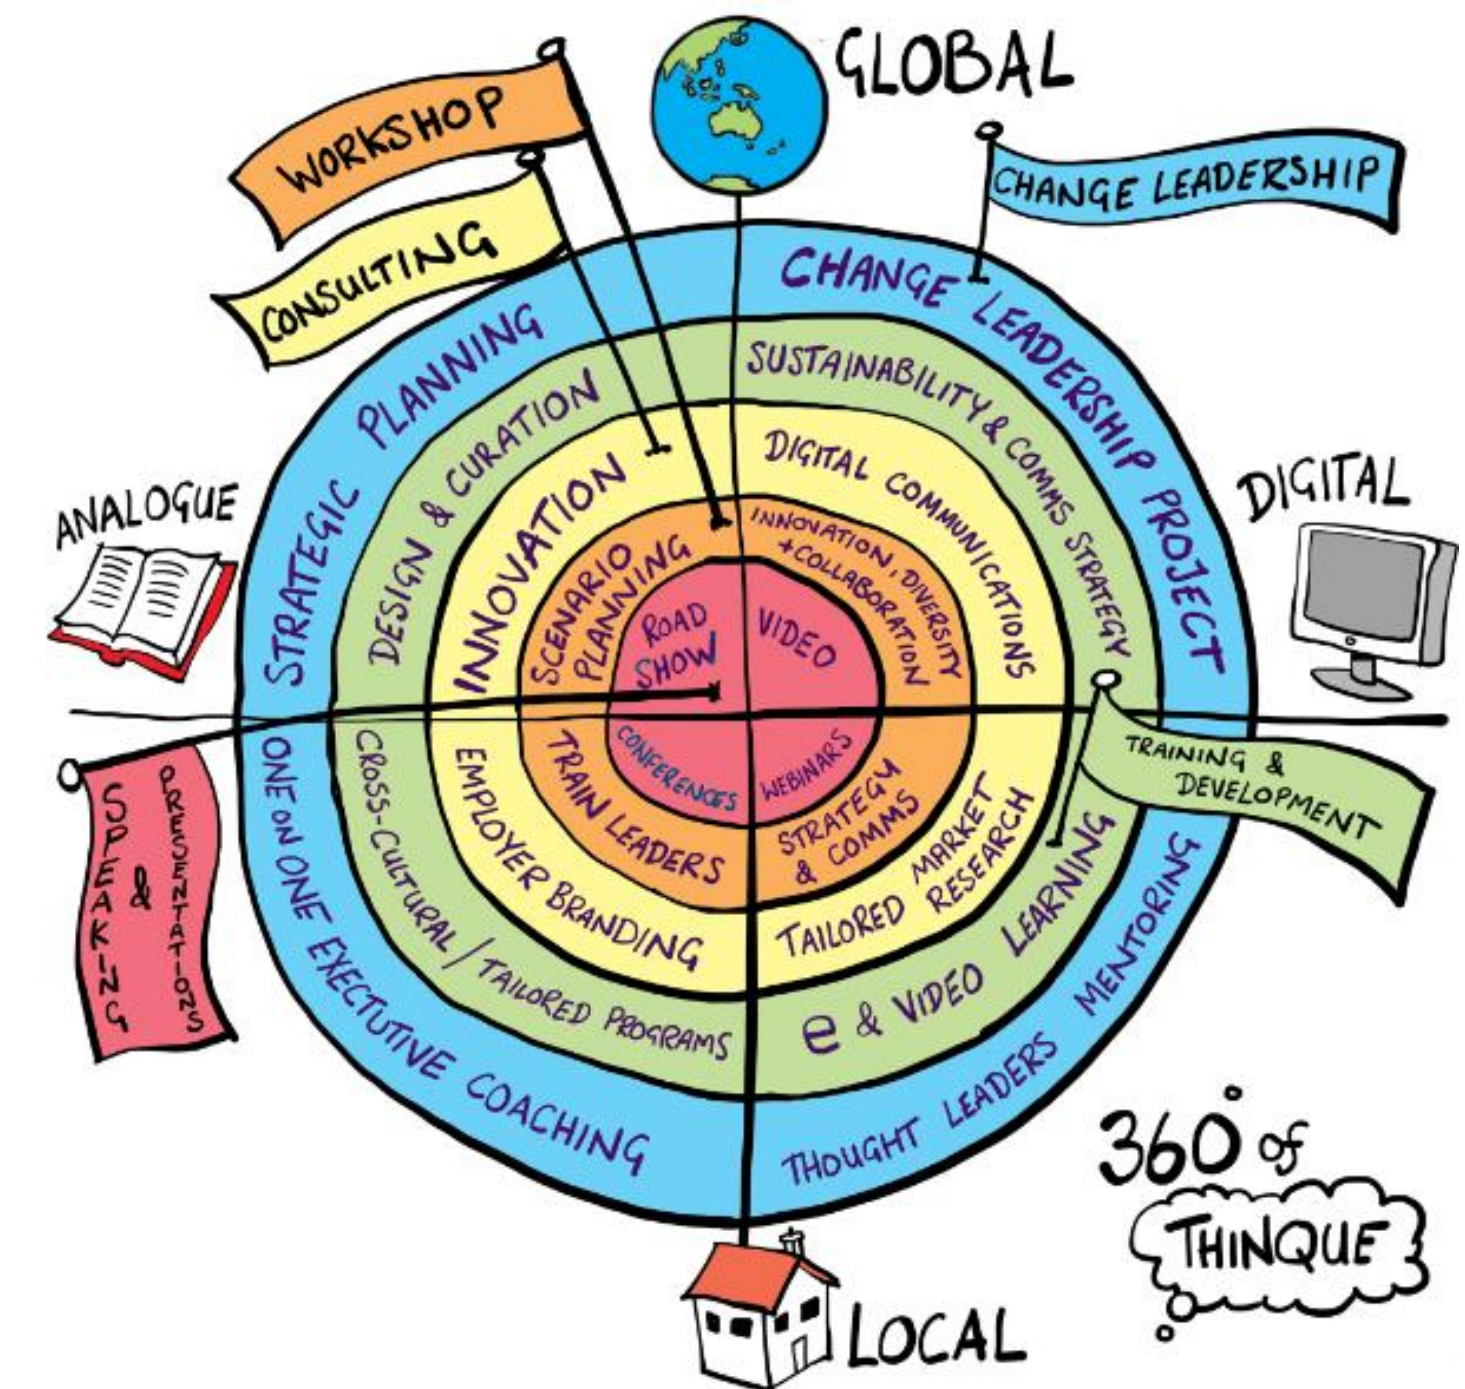 GLOBAL
WORKSHOP
CONSULTING
CHANGE LEADERSHIP
ANALOGUE
DIGITAL
STRATEGIC PLANNING
CHANGE LEADERSHIP PROJECT
DESIGN & CURATION
SUSTAINABILITY & COMMS STRATEGY
INNOVATION
DIGITAL COMMUNICATIONS
SCENARIO
PLANNING
INNOVATION, DIVERSITY
+COLLABORATION
ROAD
SHOW
VIDEO
CONFERENCES
WEBINARS
TRAIN LEADERS
STRATEGY
& COMMS
EMPLOYER BRANDING
TAILORED MARKET
RESEARCH
CROSS-CULTURAL / TAILORED PROGRAMS
e & VIDEO LEARNING
ONE ON ONE EXECTUTIVE COACHING
THOUGHT LEADERS MENTORING
SPEAKING
&
PRESENTATIONS
TRAINING &
DEVELOPMENT
360° of
THINQUE
LOCAL